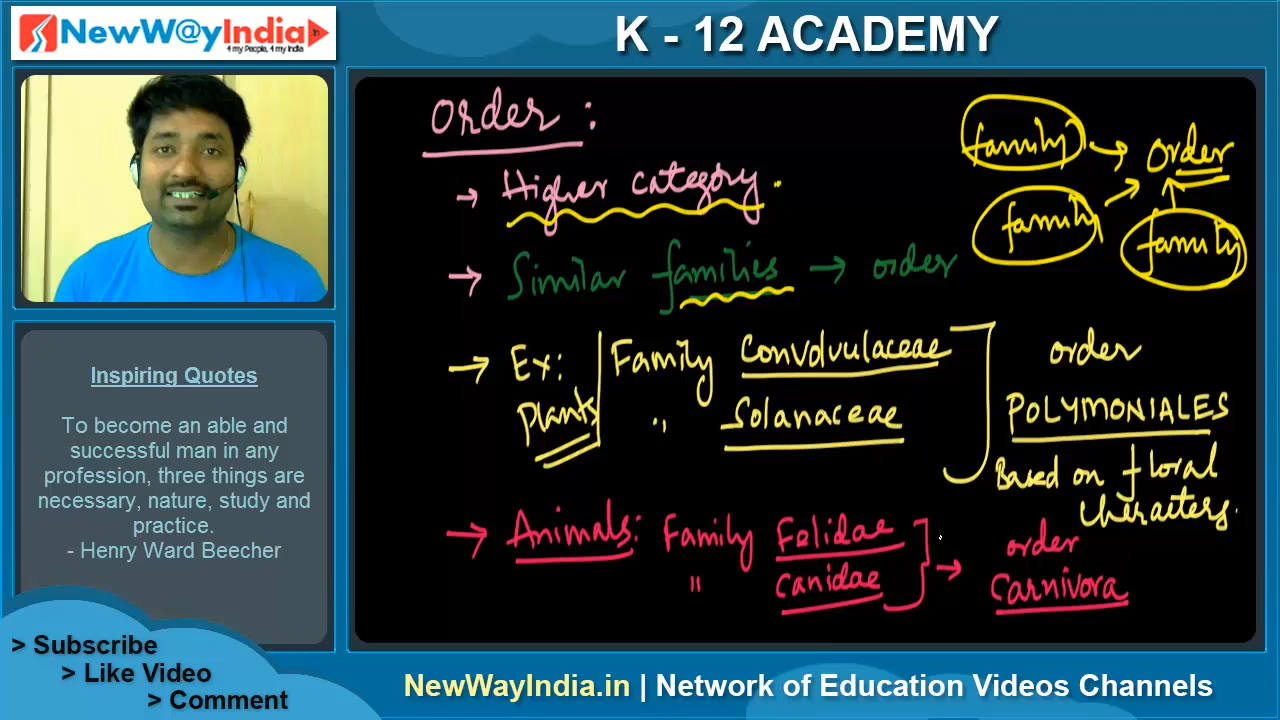 NewW@yIndia.in
4 my People, 4 my India
K - 12 ACADEMY
Order :
→ Higher category.
→ Similar families → order
family → order
family
family
→ Ex: Plants
Family Convolvulaceae
" Solanaceae
order
POLYMONIALES
Based on floral
characters.
→ Animals: Family Felidae
" canidae
→ order
Carnivora
Inspiring Quotes
To become an able and
successful man in any
profession, three things are
necessary, nature, study and
practice.
- Henry Ward Beecher
> Subscribe
> Like Video
> Comment
NewWayIndia.in | Network of Education Videos Channels